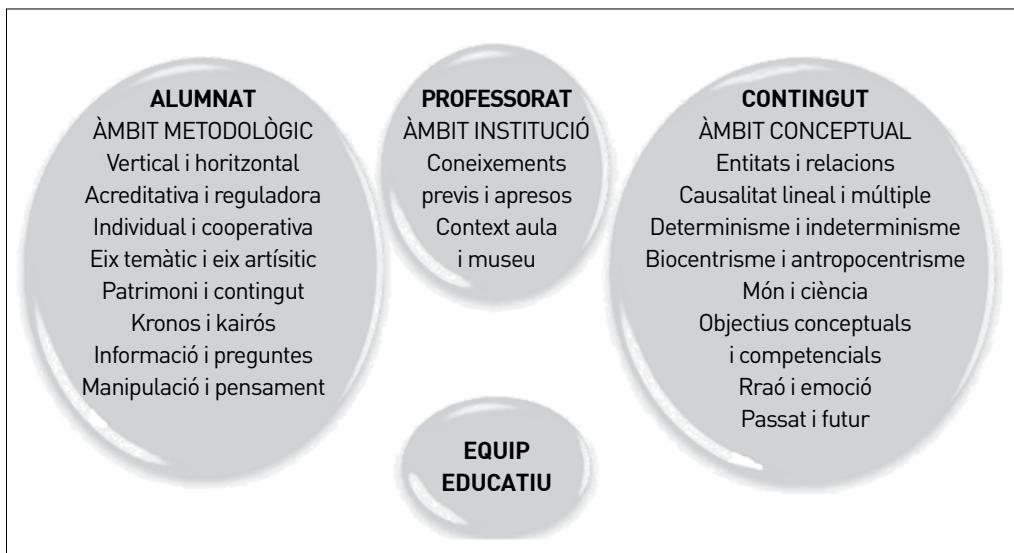 ALUMNAT
ÀMBIT METODOLÒGIC
Vertical i horitzontal
Acreditativa i reguladora
Individual i cooperativa
Eix temàtic i eix artísitic
Patrimoni i contingut
Kronos i kairós
Informació i preguntes
Manipulació i pensament
PROFESSORAT
ÀMBIT INSTITUCIÓ
Coneixements
previs i apresos
Context aula
i museu
CONTINGUT
ÀMBIT CONCEPTUAL
Entitats i relacions
Causalitat lineal i múltiple
Determinisme i indeterminisme
Biocentrisme i antropocentrisme
Món i ciència
Objectius conceptuals
i competencials
Rraó i emoció
Passat i futur
EQUIP
EDUCATIU